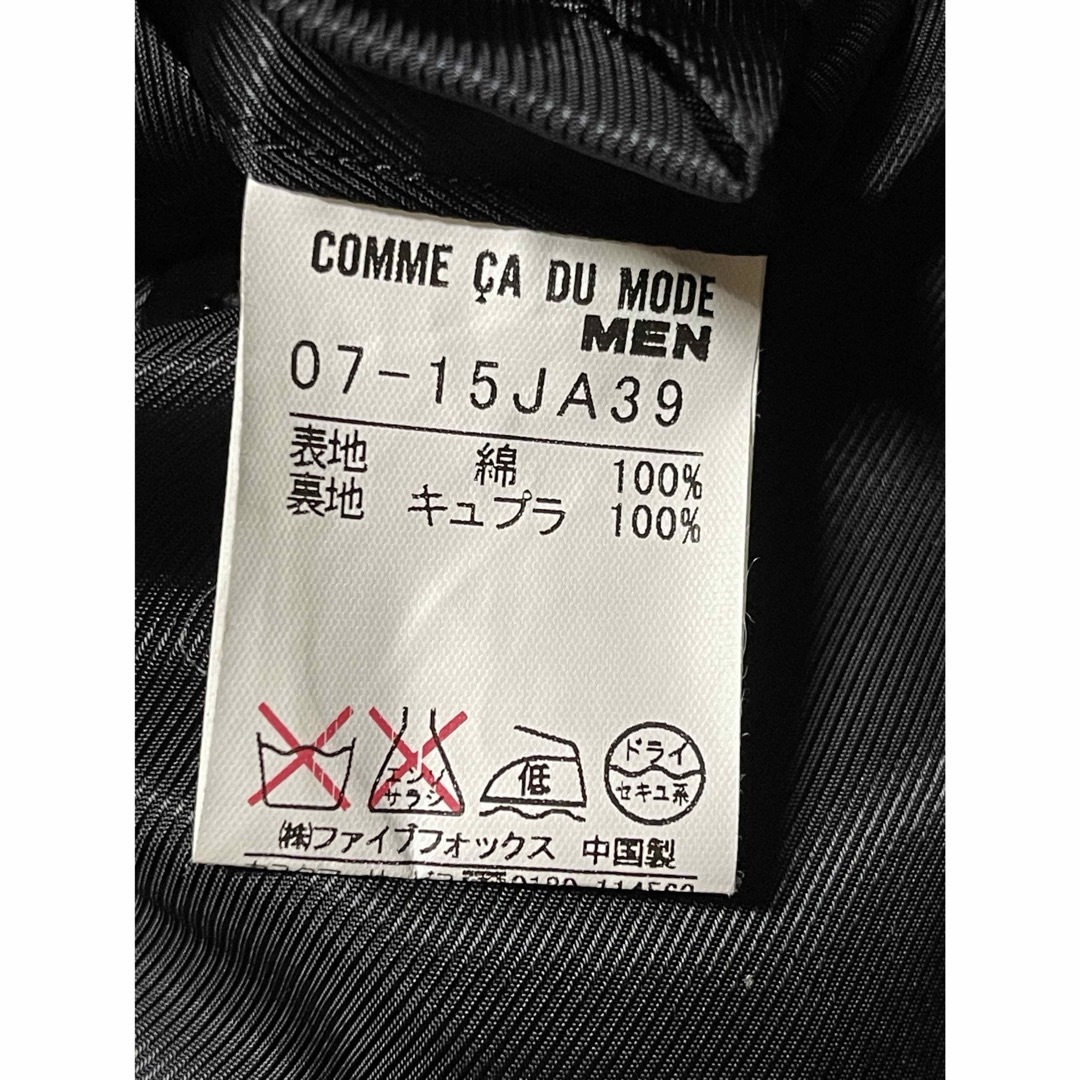 COMME ÇA DU MODE
MEN
07-15JA39
表地 綿 100%
裏地 キュプラ 100%
エンソ
サラシ
低
ドライ
セキユ系
㈱ファイブフォックス 中国製